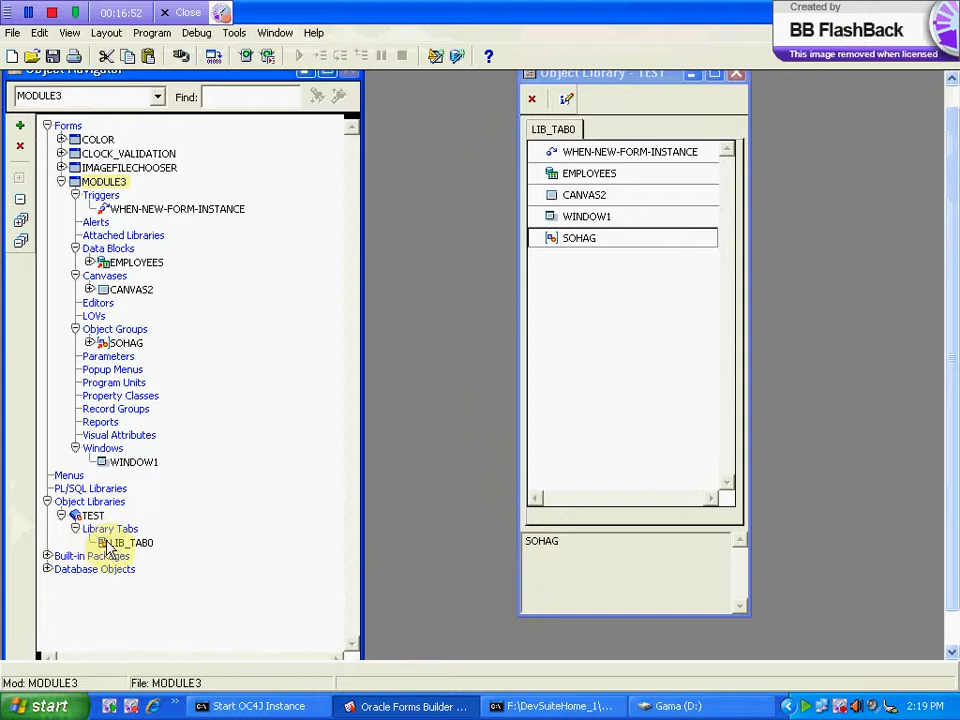 00:16:52
Close
Created by
BB FlashBack
This image removed when licensed
File Edit View Layout Program Debug Tools Window Help
Object Navigator
Object Library - TEST
MODULE3
Find:
Forms
COLOR
CLOCK_VALIDATION
IMAGEFILECHOOSER
MODULE3
Triggers
WHEN-NEW-FORM-INSTANCE
Alerts
Attached Libraries
Data Blocks
EMPLOYEES
Canvases
CANVAS2
Editors
LOVs
Object Groups
SOHAG
Parameters
Popup Menus
Program Units
Property Classes
Record Groups
Reports
Visual Attributes
Windows
WINDOW1
Menus
PL/SQL Libraries
Object Libraries
TEST
Library Tabs
LIB_TAB0
Built-in Packages
Database Objects
LIB_TAB0
WHEN-NEW-FORM-INSTANCE
EMPLOYEES
CANVAS2
WINDOW1
SOHAG
SOHAG
Mod: MODULE3 File: MODULE3
start
Start OC4J Instance
Oracle Forms Builder ...
F:\DevSuiteHome_1\...
Gama (D:)
2:19 PM